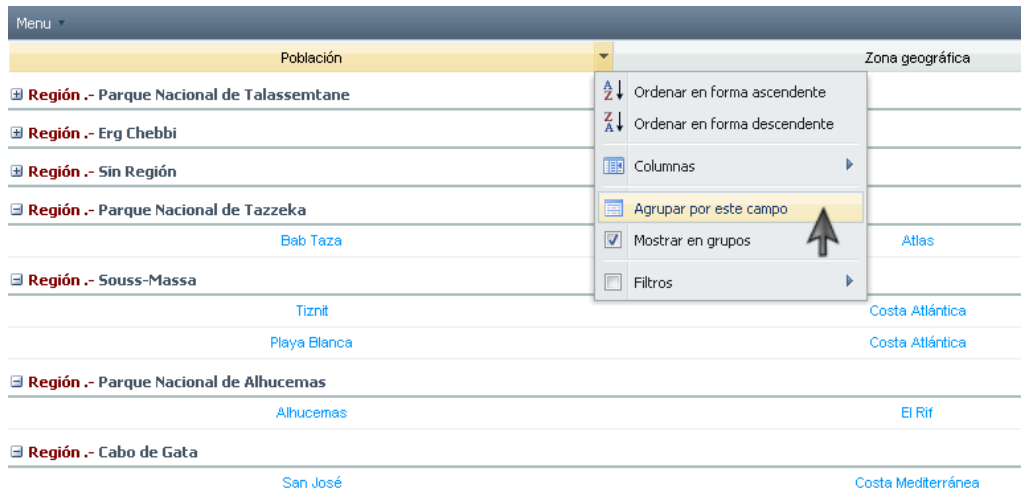 Menu
Población
Zona geográfica
Región .- Parque Nacional de Talassemtane
Región .- Erg Chebbi
Región .- Sin Región
Región .- Parque Nacional de Tazzeka
Bab Taza
Atlas
Región .- Souss-Massa
Tiznit
Costa Atlántica
Playa Blanca
Costa Atlántica
Región .- Parque Nacional de Alhucemas
Alhucemas
El Rif
Región .- Cabo de Gata
San José
Costa Mediterránea
Ordenar en forma ascendente
Ordenar en forma descendente
Columnas
Agrupar por este campo
Mostrar en grupos
Filtros